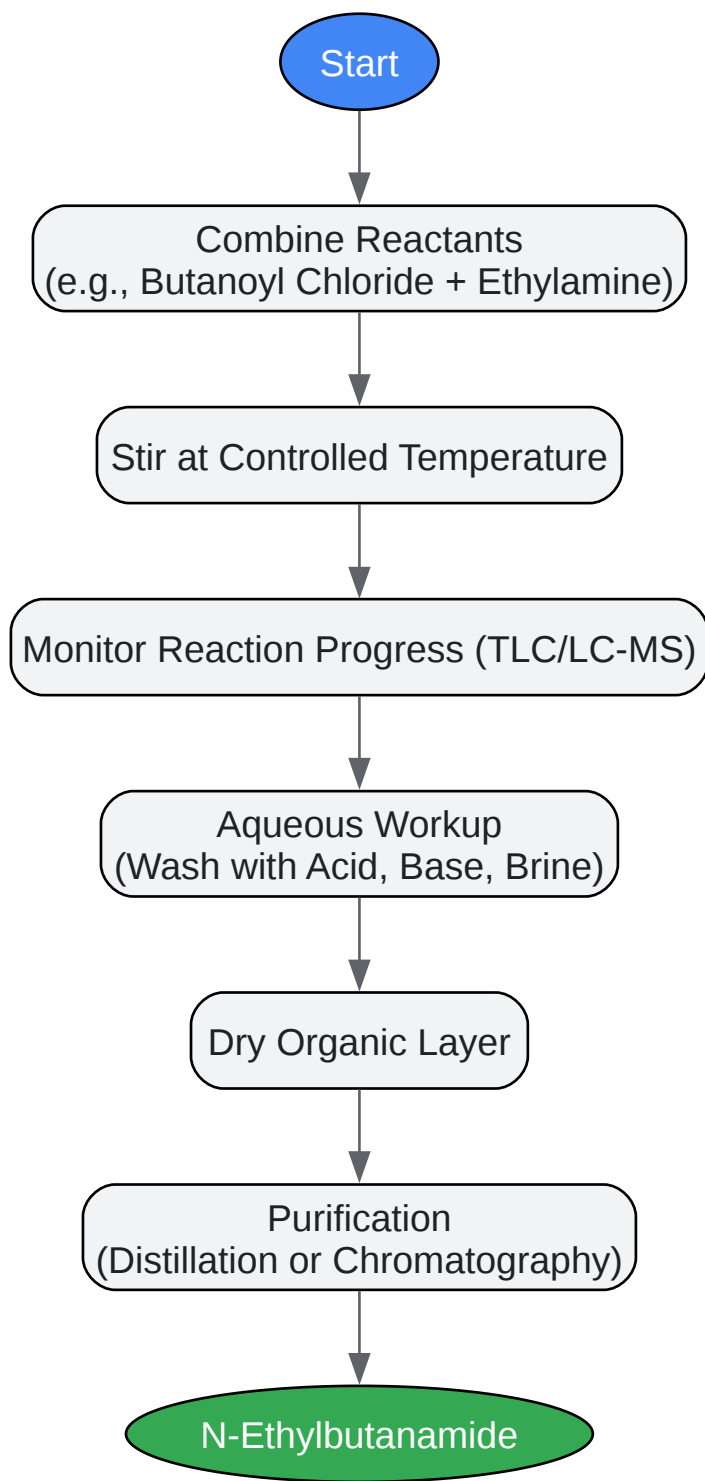 Start
Combine Reactants
(e.g., Butanoyl Chloride + Ethylamine)
Stir at Controlled Temperature
Monitor Reaction Progress (TLC/LC-MS)
Aqueous Workup
(Wash with Acid, Base, Brine)
Dry Organic Layer
Purification
(Distillation or Chromatography)
N-Ethylbutanamide